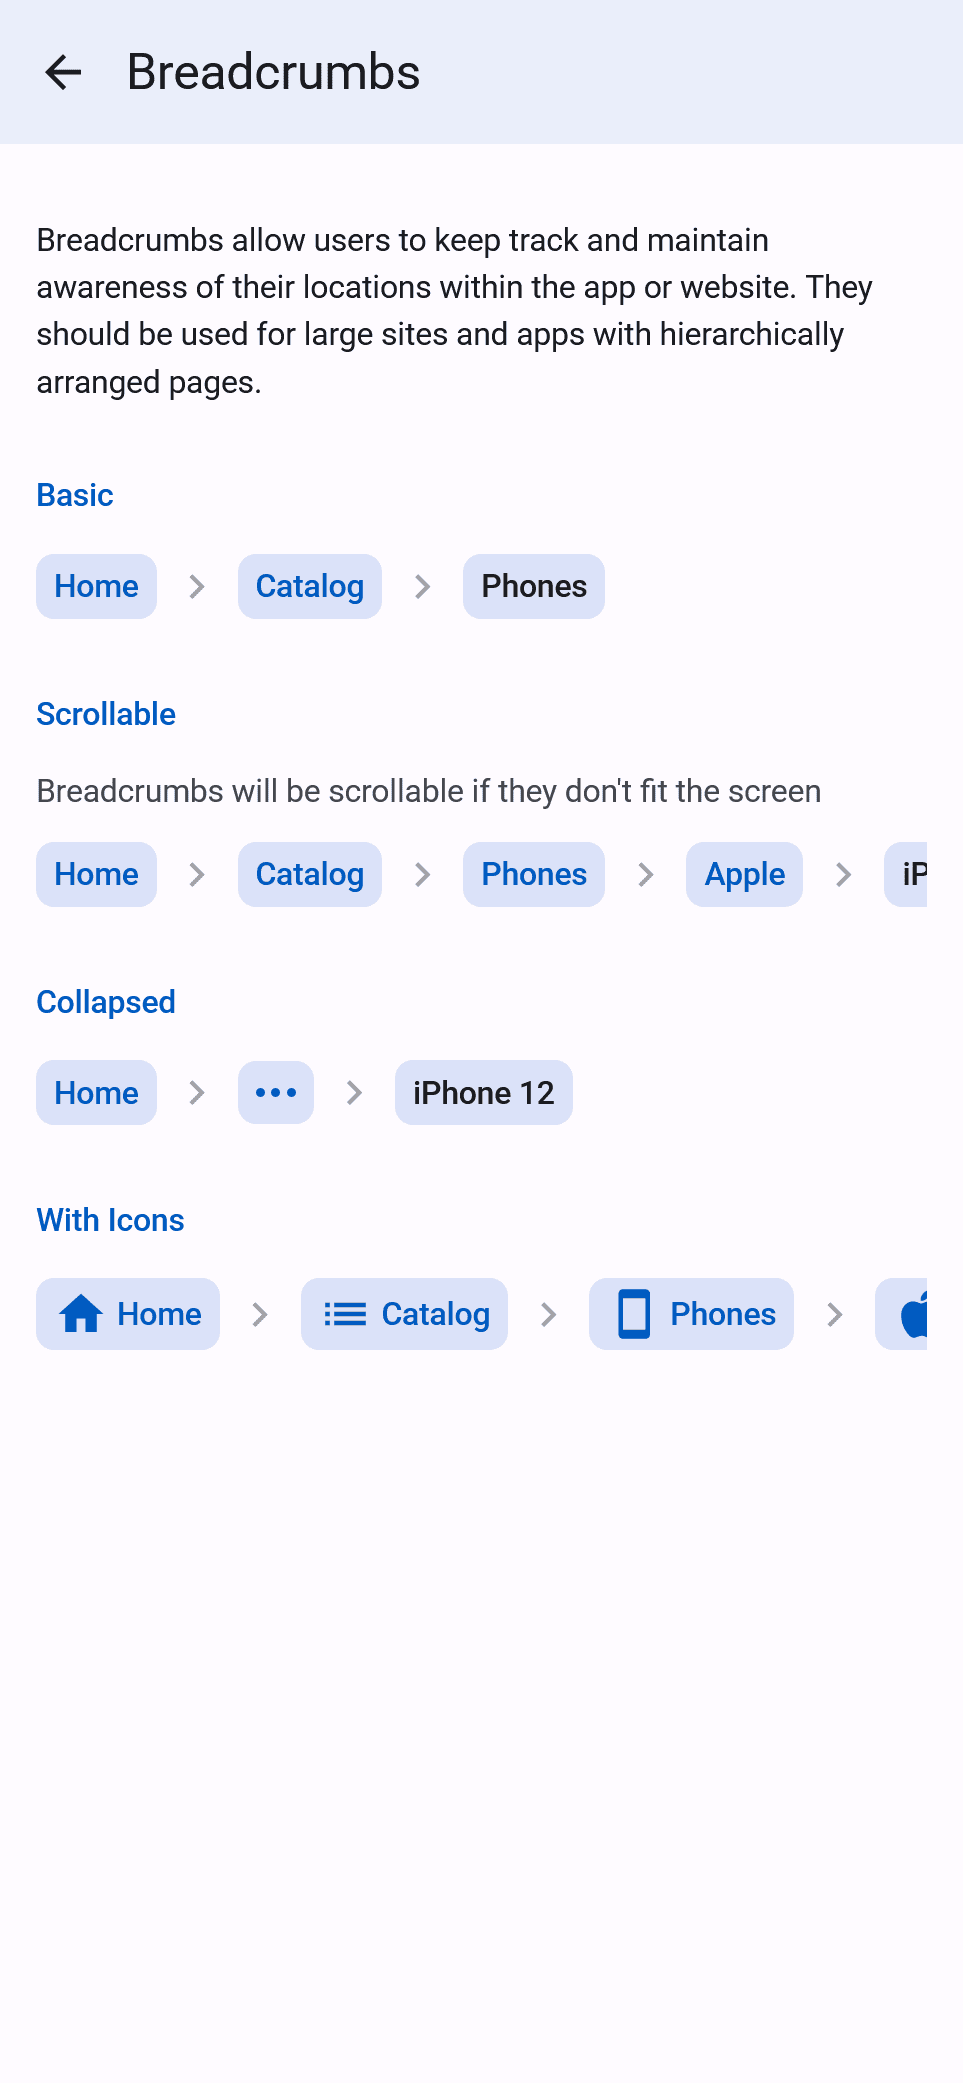 Breadcrumbs
Breadcrumbs allow users to keep track and maintain
awareness of their locations within the app or website. They
should be used for large sites and apps with hierarchically
arranged pages.
Basic
Home Catalog Phones
Scrollable
Breadcrumbs will be scrollable if they don't fit the screen
Home Catalog Phones Apple iP
Collapsed
Home ••• iPhone 12
With Icons
Home Catalog Phones